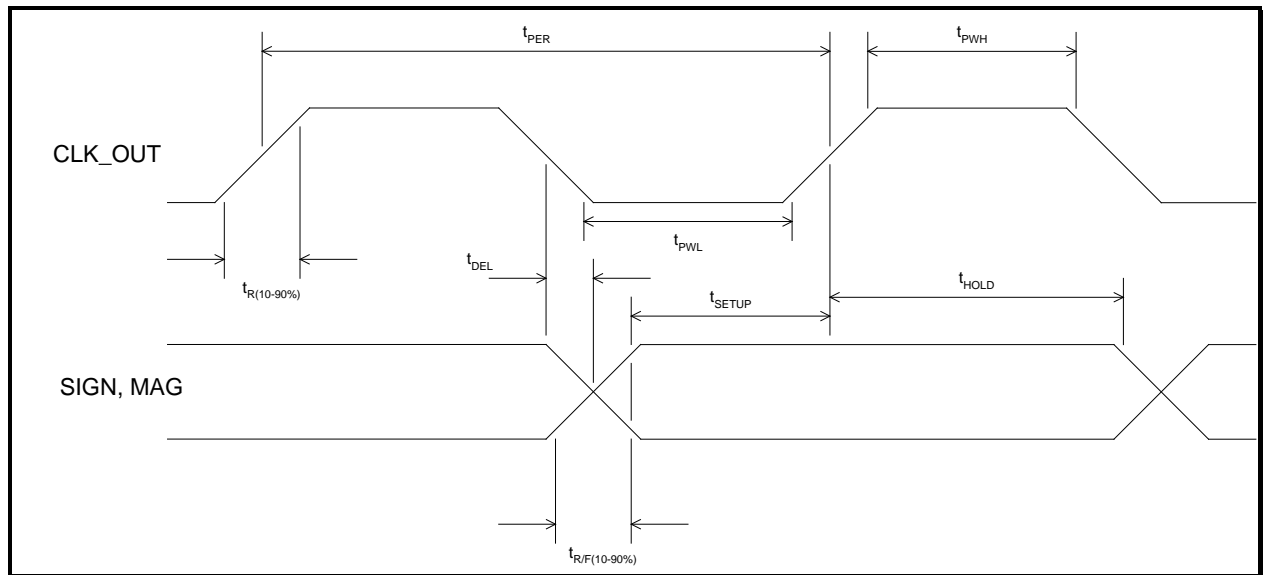 tPER
tPWH
CLK_OUT
tPWL
tDEL
tR(10-90%)
tSETUP
tHOLD
SIGN, MAG
tR/F(10-90%)